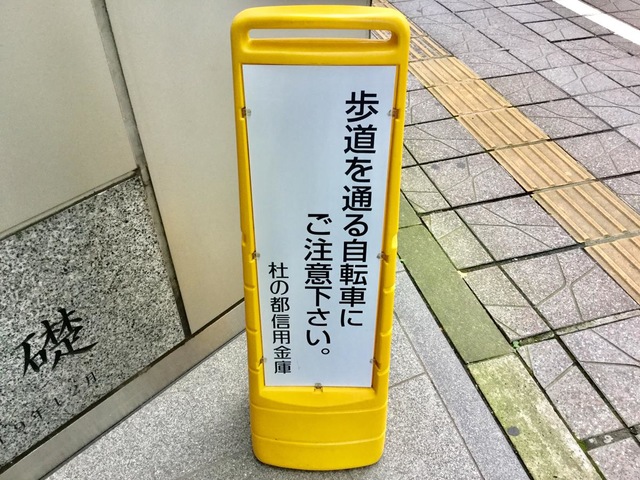 歩道を通る自転車に
ご注意下さい。
杜の都信用金庫
礎